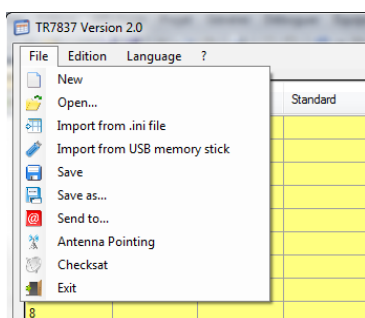 TR7837 Version 2.0
File Edition Language ?
New
Open...
Standard
Import from .ini file
Import from USB memory stick
Save
Save as...
Send to...
Antenna Pointing
Checksat
Exit
8